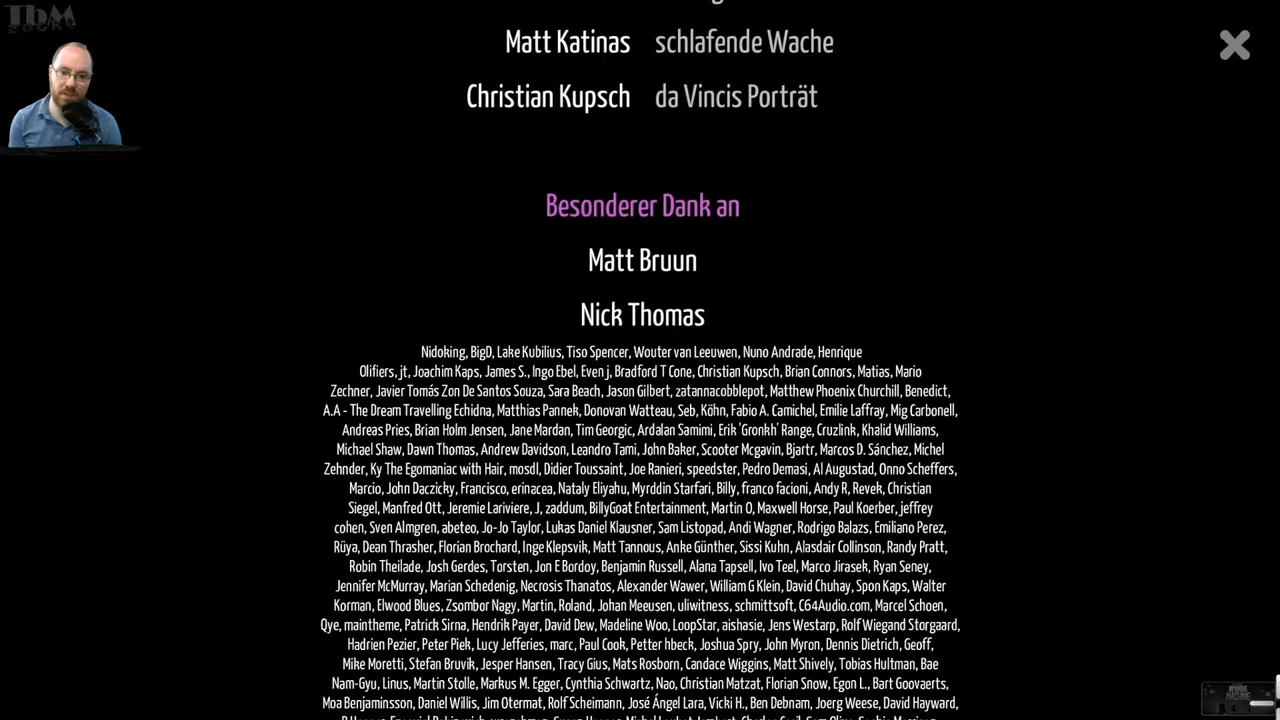 TbM
Matt Katinas schlafende Wache
Christian Kupsch da Vincis Porträt
Besonderer Dank an
Matt Bruun
Nick Thomas
Nidoking, BigD, Lake Kubilius, Tiso Spencer, Wouter van Leeuwen, Nuno Andrade, Henrique
Olifiers, jt, Joachim Kaps, James S., Ingo Ebel, Even j, Bradford T Cone, Christian Kupsch, Brian Connors, Matias, Mario
Zechner, Javier Tomás Zon De Santos Souza, Sara Beach, Jason Gilbert, zatannacobblepot, Matthew Phoenix Churchill, Benedict,
A.A - The Dream Travelling Echidna, Matthias Pannek, Donovan Watteau, Seb, Köhn, Fabio A. Camichel, Emilie Laffray, Mig Carbonell,
Andreas Pries, Brian Holm Jensen, Jane Mardan, Tim Georgic, Ardalan Samimi, Erik 'Gronkh' Range, Cruzlink, Khalid Williams,
Michael Shaw, Dawn Thomas, Andrew Davidson, Leandro Tami, John Baker, Scooter Mcgavin, Bjartr, Marcos D. Sánchez, Michel
Zehnder, Ky The Egomaniac with Hair, mosdl, Didier Toussaint, Joe Ranieri, speedster, Pedro Demasi, Al Augustad, Onno Scheffers,
Marcio, John Daczicky, Francisco, erinacea, Nataly Eliyahu, Myrddin Starfari, Billy, franco facioni, Andy R, Revek, Christian
Siegel, Manfred Ott, Jeremie Lariviere, J, zaddum, BillyGoat Entertainment, Martin O, Maxwell Horse, Paul Koerber, jeffrey
cohen, Sven Almgren, abeteo, Jo-Jo Taylor, Lukas Daniel Klausner, Sam Listopad, Andi Wagner, Rodrigo Balazs, Emiliano Perez,
Rüya, Dean Thrasher, Florian Brochard, Inge Klepsvik, Matt Tannous, Anke Günther, Sissi Kuhn, Alasdair Collinson, Randy Pratt,
Robin Theilade, Josh Gerdes, Torsten, Jon E Bordoy, Benjamin Russell, Alana Tapsell, Ivo Teel, Marco Jirasek, Ryan Seney,
Jennifer McMurray, Marian Schedenig, Necrosis Thanatos, Alexander Wawer, William G Klein, David Chuhay, Spon Kaps, Walter
Korman, Elwood Blues, Zsombor Nagy, Martin, Roland, Johan Meeusen, uliwitness, schmittsoft, C64Audio.com, Marcel Schoen,
Qye, maintheme, Patrick Sirna, Hendrik Payer, David Dew, Madeline Woo, LoopStar, aishasie, Jens Westarp, Rolf Wiegand Storgaard,
Hadrien Pezier, Peter Piek, Lucy Jefferies, marc, Paul Cook, Petter hbeck, Joshua Spry, John Myron, Dennis Dietrich, Geoff,
Mike Moretti, Stefan Bruvik, Jesper Hansen, Tracy Gius, Mats Rosborn, Candace Wiggins, Matt Shively, Tobias Hultman, Bae
Nam-Gyu, Linus, Martin Stolle, Markus M. Egger, Cynthia Schwartz, Nao, Christian Matzat, Florian Snow, Egon L., Bart Goovaerts,
Moa Benjaminsson, Daniel Willis, Jim Otermat, Rolf Scheimann, José Ángel Lara, Vicki H., Ben Debnam, Joerg Weese, David Hayward,